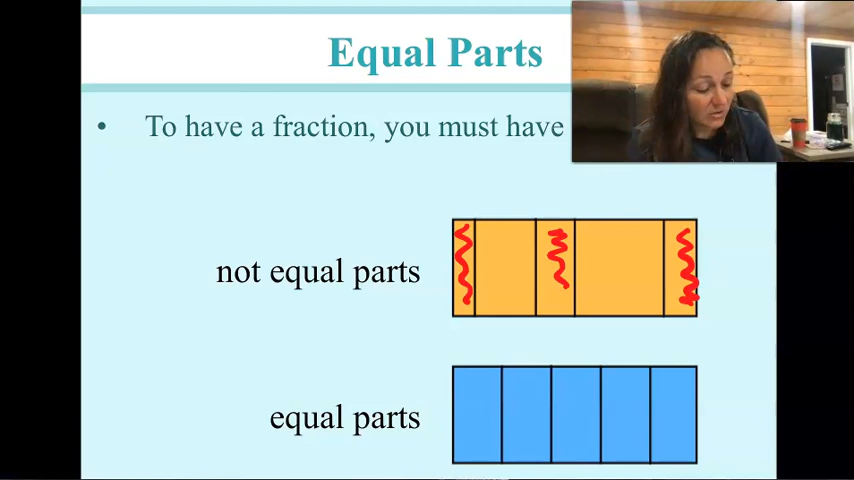 Equal Parts
• To have a fraction, you must have
not equal parts
equal parts